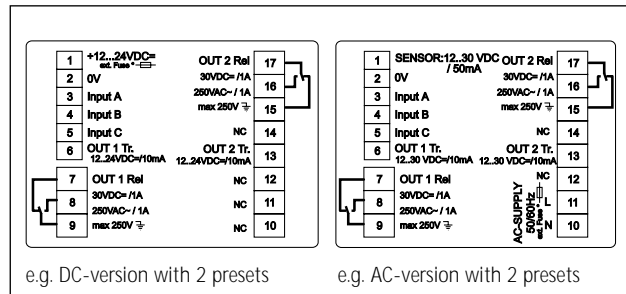 1 +12...24VDC= OUT 2 Rel 17
ext. Fuse *
2 0V 30VDC= /1A 16
3 Input A 250VAC~ / 1A
4 Input B max 250V 15
5 Input C NC 14
6 OUT 1 Tr. OUT 2 Tr. 13
12..24VDC=/10mA 12..24VDC=/10mA
7 OUT 1 Rel NC 12
8 30VDC= /1A NC 11
250VAC~ / 1A
9 max 250V NC 10
e.g. DC-version with 2 presets
1 SENSOR:12..30 VDC OUT 2 Rel 17
/ 50mA
2 0V 30VDC= /1A 16
3 Input A 250VAC~ / 1A
4 Input B max 250V 15
5 Input C NC 14
6 OUT 1 Tr. OUT 2 Tr. 13
12..30 VDC=/10mA 12..30 VDC=/10mA
7 OUT 1 Rel NC 12
8 30VDC= /1A L 11
250VAC~ / 1A
9 max 250V N 10
AC-SUPPLY
50/60Hz
ext. Fuse *
e.g. AC-version with 2 presets